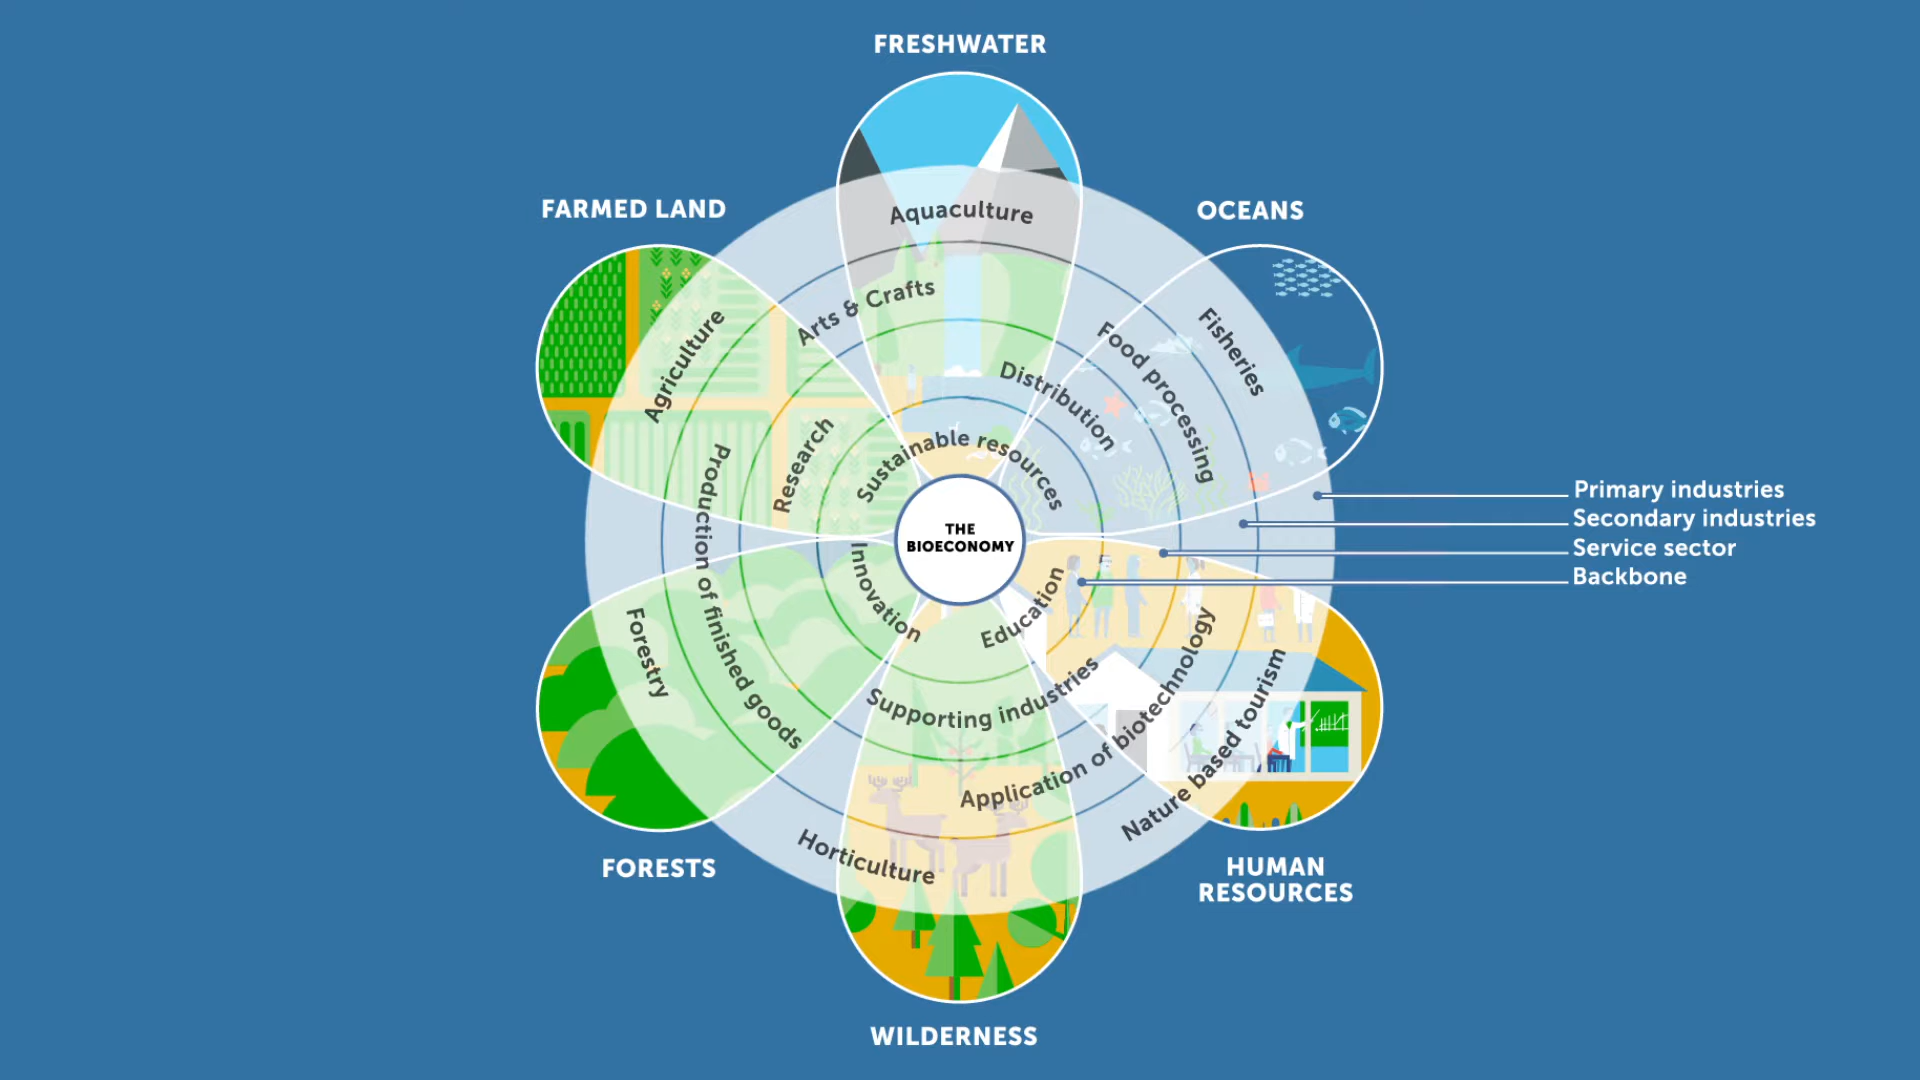 FRESHWATER
FARMED LAND
OCEANS
Aquaculture
Arts & Crafts
Fisheries
Food processing
Agriculture
Distribution
Research
Sustainable resources
Production of finished goods
THE
BIOECONOMY
Primary industries
Secondary industries
Service sector
Backbone
Innovation
Education
Forestry
Supporting industries
Application of biotechnology
Nature based tourism
Horticulture
FORESTS
HUMAN
RESOURCES
WILDERNESS